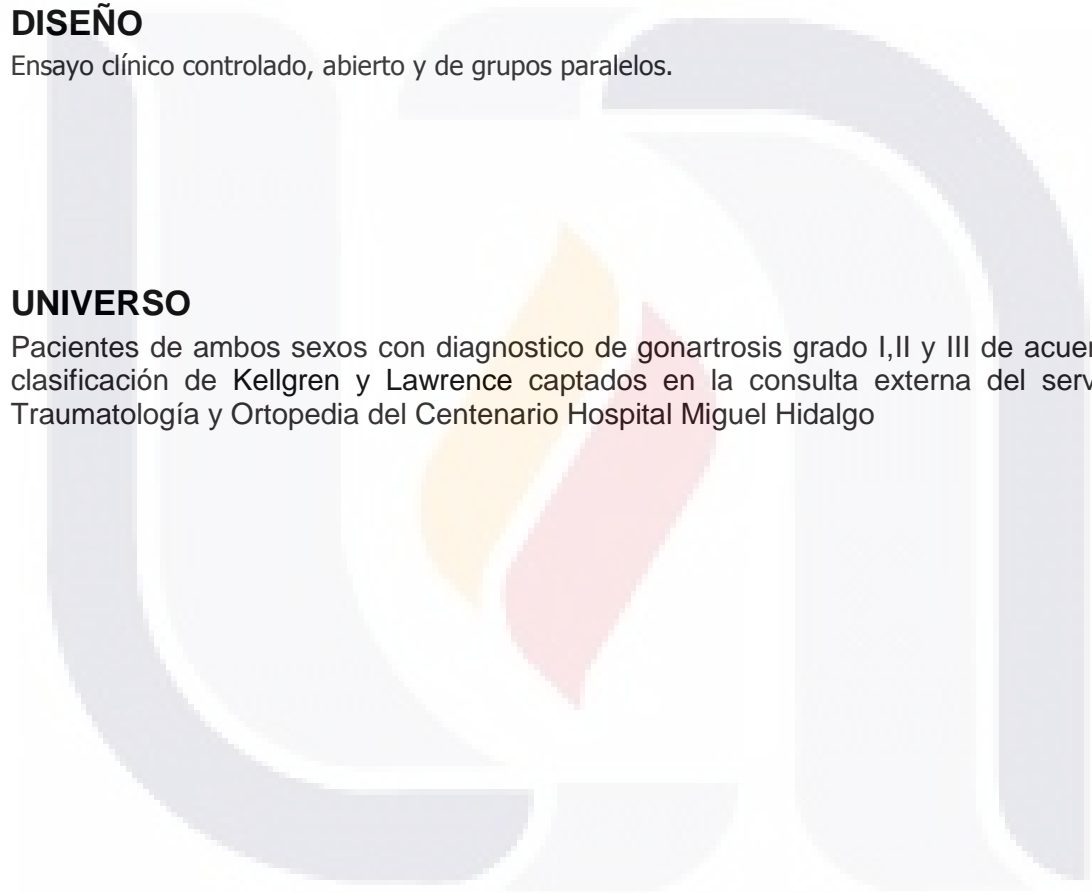 DISEÑO
Ensayo clínico controlado, abierto y de grupos paralelos.
UNIVERSO
Pacientes de ambos sexos con diagnostico de gonartrosis grado I,II y III de
clasificación de Kellgren y Lawrence captados en la consulta externa del
Traumatología y Ortopedia del Centenario Hospital Miguel Hidalgo